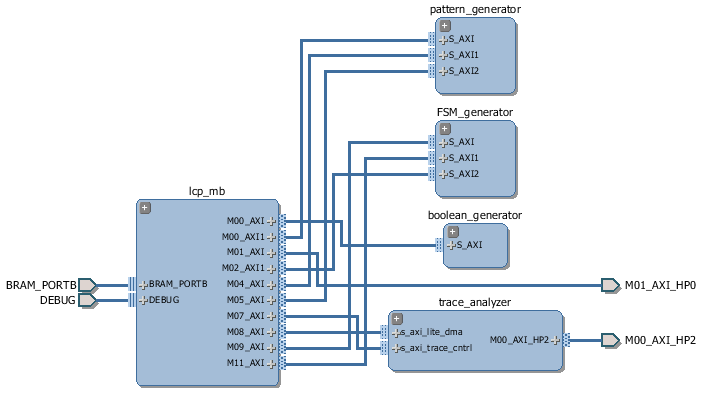 pattern_generator
S_AXI
S_AXI1
S_AXI2
FSM_generator
S_AXI
S_AXI1
S_AXI2
lcp_mb
M00_AXI
M00_AXI1
M01_AXI
M02_AXI1
M04_AXI
M05_AXI
M07_AXI
M08_AXI
M09_AXI
M11_AXI
BRAM_PORTB
DEBUG
BRAM_PORTB
DEBUG
boolean_generator
S_AXI
M01_AXI_HP0
trace_analyzer
s_axi_lite_dma
s_axi_trace_cntrl
M00_AXI_HP2
M00_AXI_HP2